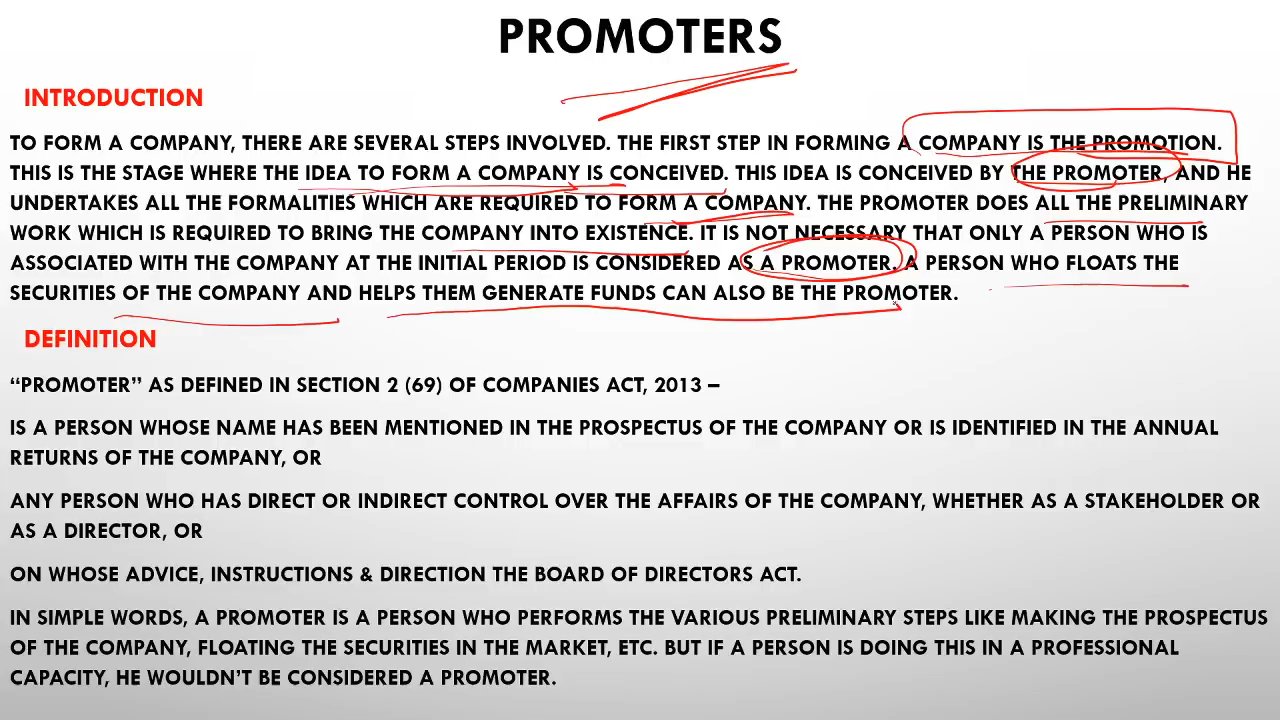 PROMOTERS
INTRODUCTION
TO FORM A COMPANY, THERE ARE SEVERAL STEPS INVOLVED. THE FIRST STEP IN FORMING A COMPANY IS THE PROMOTION.
THIS IS THE STAGE WHERE THE IDEA TO FORM A COMPANY IS CONCEIVED. THIS IDEA IS CONCEIVED BY THE PROMOTER, AND HE
UNDERTAKES ALL THE FORMALITIES WHICH ARE REQUIRED TO FORM A COMPANY. THE PROMOTER DOES ALL THE PRELIMINARY
WORK WHICH IS REQUIRED TO BRING THE COMPANY INTO EXISTENCE. IT IS NOT NECESSARY THAT ONLY A PERSON WHO IS
ASSOCIATED WITH THE COMPANY AT THE INITIAL PERIOD IS CONSIDERED AS A PROMOTER. A PERSON WHO FLOATS THE
SECURITIES OF THE COMPANY AND HELPS THEM GENERATE FUNDS CAN ALSO BE THE PROMOTER.
DEFINITION
“PROMOTER” AS DEFINED IN SECTION 2 (69) OF COMPANIES ACT, 2013 –
IS A PERSON WHOSE NAME HAS BEEN MENTIONED IN THE PROSPECTUS OF THE COMPANY OR IS IDENTIFIED IN THE ANNUAL
RETURNS OF THE COMPANY, OR
ANY PERSON WHO HAS DIRECT OR INDIRECT CONTROL OVER THE AFFAIRS OF THE COMPANY, WHETHER AS A STAKEHOLDER OR
AS A DIRECTOR, OR
ON WHOSE ADVICE, INSTRUCTIONS & DIRECTION THE BOARD OF DIRECTORS ACT.
IN SIMPLE WORDS, A PROMOTER IS A PERSON WHO PERFORMS THE VARIOUS PRELIMINARY STEPS LIKE MAKING THE PROSPECTUS
OF THE COMPANY, FLOATING THE SECURITIES IN THE MARKET, ETC. BUT IF A PERSON IS DOING THIS IN A PROFESSIONAL
CAPACITY, HE WOULDN’T BE CONSIDERED A PROMOTER.